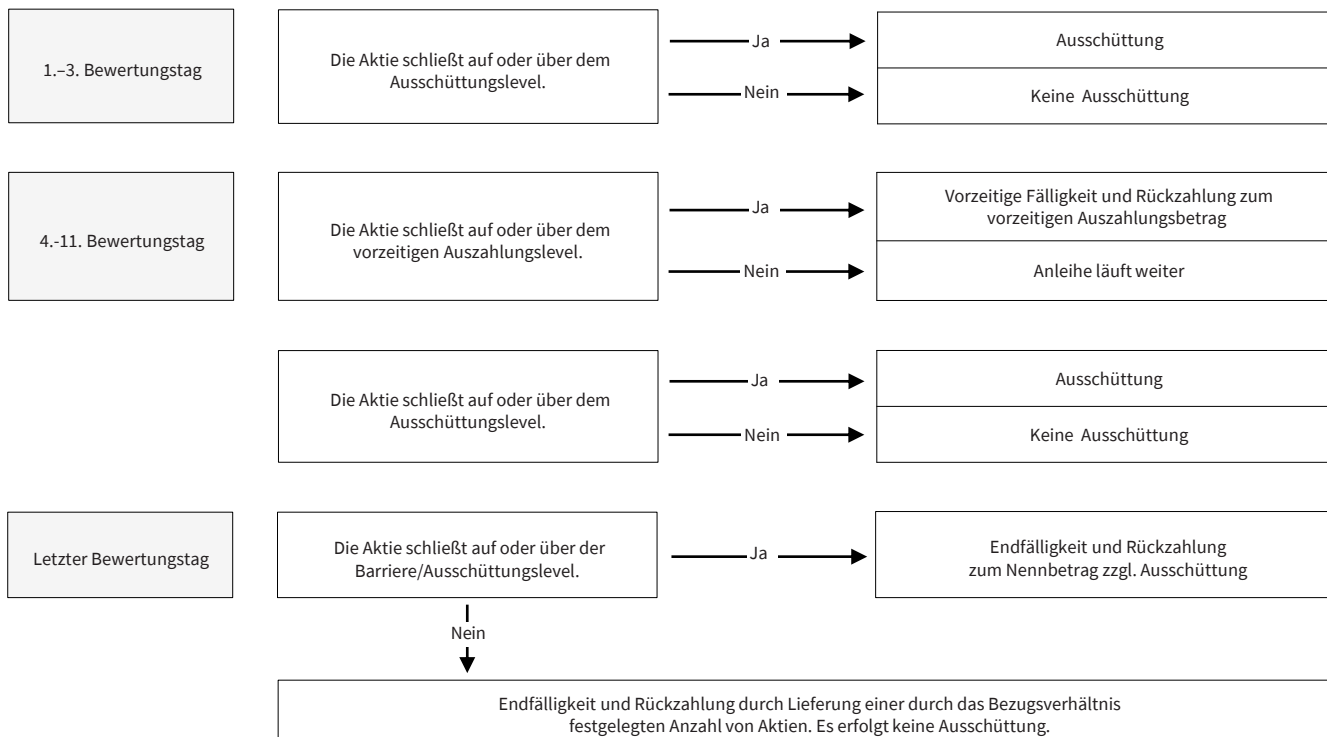 1.–3. Bewertungstag
Die Aktie schließt auf oder über dem
Ausschüttungslevel.
Ja
Ausschüttung
Nein
Keine Ausschüttung
4.-11. Bewertungstag
Die Aktie schließt auf oder über dem
vorzeitigen Auszahlungslevel.
Ja
Vorzeitige Fälligkeit und Rückzahlung zum
vorzeitigen Auszahlungsbetrag
Nein
Anleihe läuft weiter
Die Aktie schließt auf oder über dem
Ausschüttungslevel.
Ja
Ausschüttung
Nein
Keine Ausschüttung
Letzter Bewertungstag
Die Aktie schließt auf oder über der
Barriere/Ausschüttungslevel.
Ja
Endfälligkeit und Rückzahlung
zum Nennbetrag zzgl. Ausschüttung
Nein
Endfälligkeit und Rückzahlung durch Lieferung einer durch das Bezugsverhältnis
festgelegten Anzahl von Aktien. Es erfolgt keine Ausschüttung.